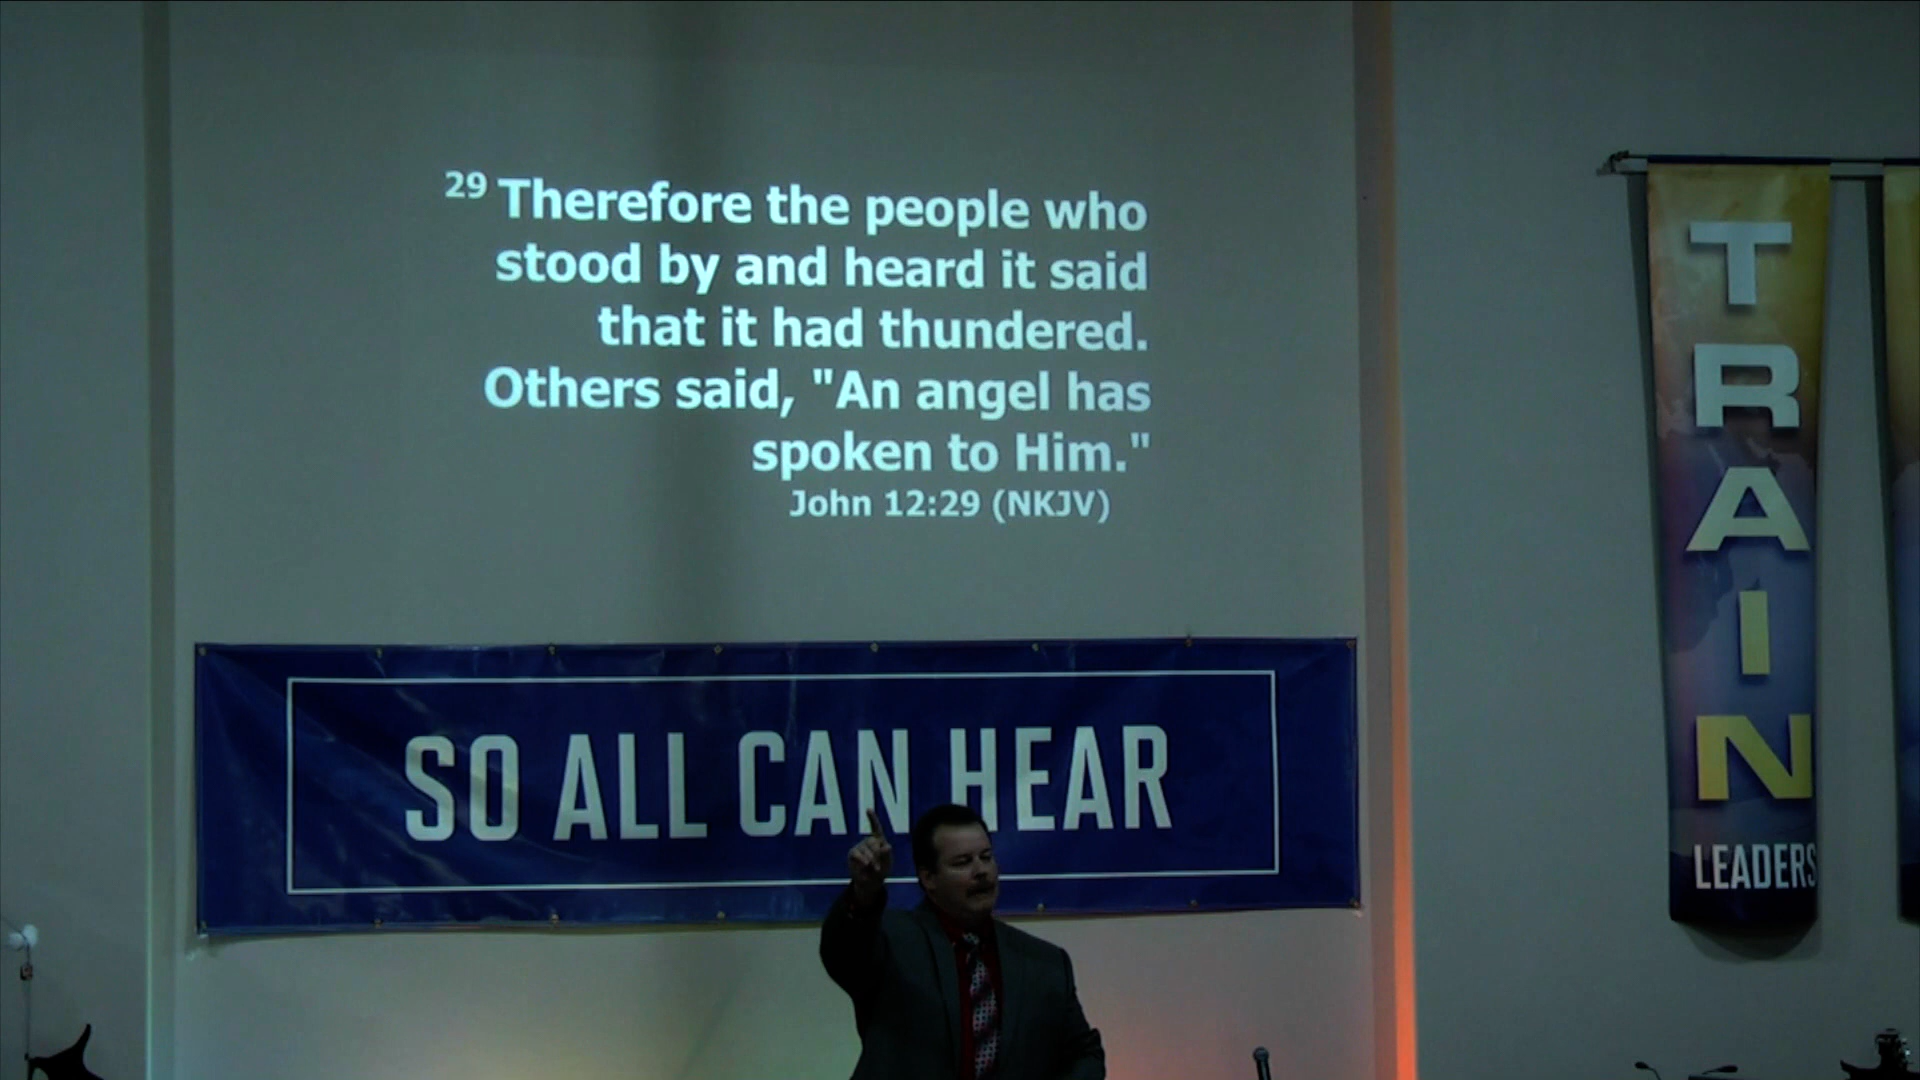 29 Therefore the people who
stood by and heard it said
that it had thundered.
Others said, "An angel has
spoken to Him."
John 12:29 (NKJV)
SO ALL CAN HEAR
TRAIN
LEADERS